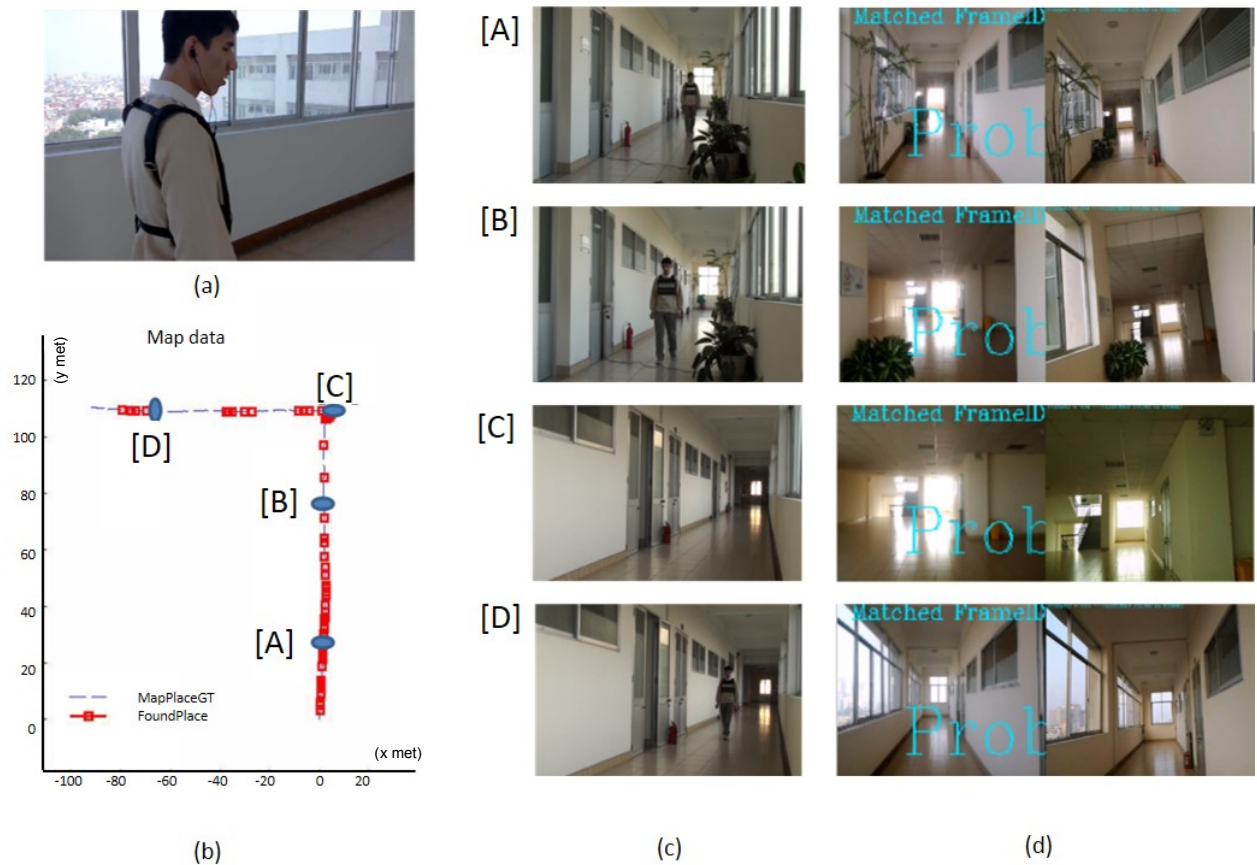 (a)
Map data
(y met)
120
100
80
60
40
20
0
[C]
[D]
[B]
[A]
MapPlaceGT
FoundPlace
(x met)
-100 -80 -60 -40 -20 0 20
(b)
[A]
[B]
[C]
[D]
(c)
Matched FrameID
Prob
Matched FrameID
Prob
Matched FrameID
Prob
Matched FrameID
Prob
(d)